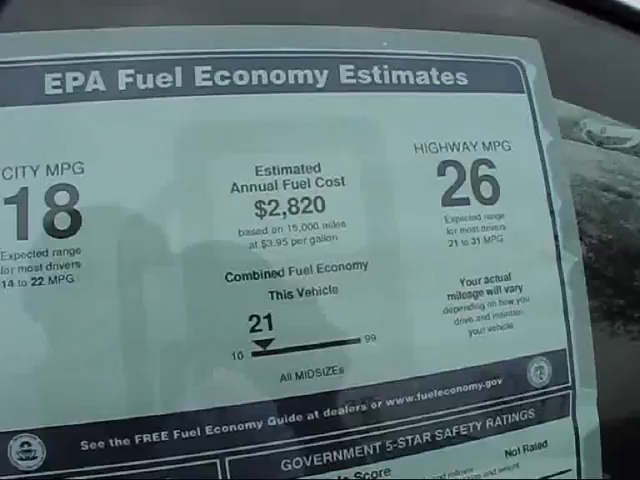 EPA Fuel Economy Estimates
CITY MPG
18
Expected range
for most drivers
14 to 22 MPG
Estimated
Annual Fuel Cost
$2,820
based on 15,000 miles
at $3.95 per gallon
HIGHWAY MPG
26
Expected range
for most drivers
21 to 31 MPG
Combined Fuel Economy
This Vehicle
21
10 99
All MIDSIZEs
Your actual
mileage will vary
depending on how you
drive and maintain
your vehicle
See the FREE Fuel Economy Guide at dealers or www.fueleconomy.gov
GOVERNMENT 5-STAR SAFETY RATINGS
Score
Not Rated